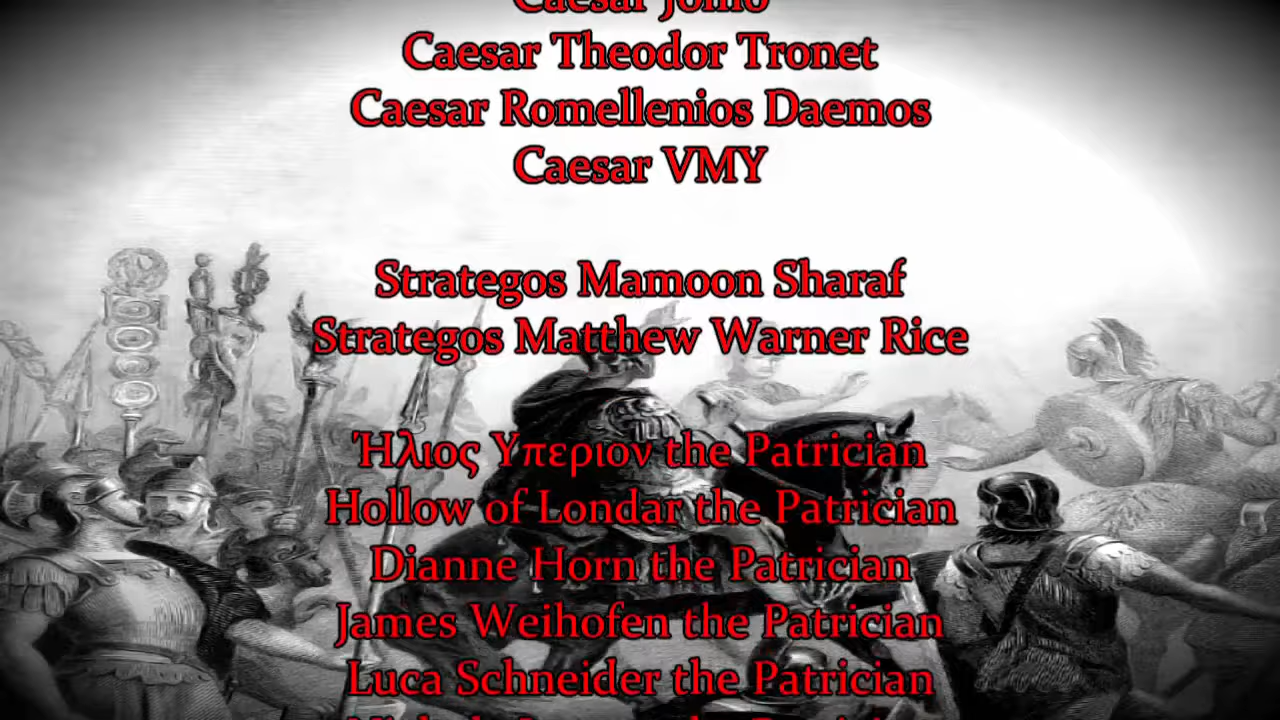 Caesar
Caesar Theodor Tronet
Caesar Romellenios Daemos
Caesar VMY
Strategos Mamoon Sharaf
Strategos Matthew Warner Rice
Ήλιος Υπεριον the Patrician
Hollow of Londar the Patrician
Dianne Horn the Patrician
James Weihofen the Patrician
Luca Schneider the Patrician